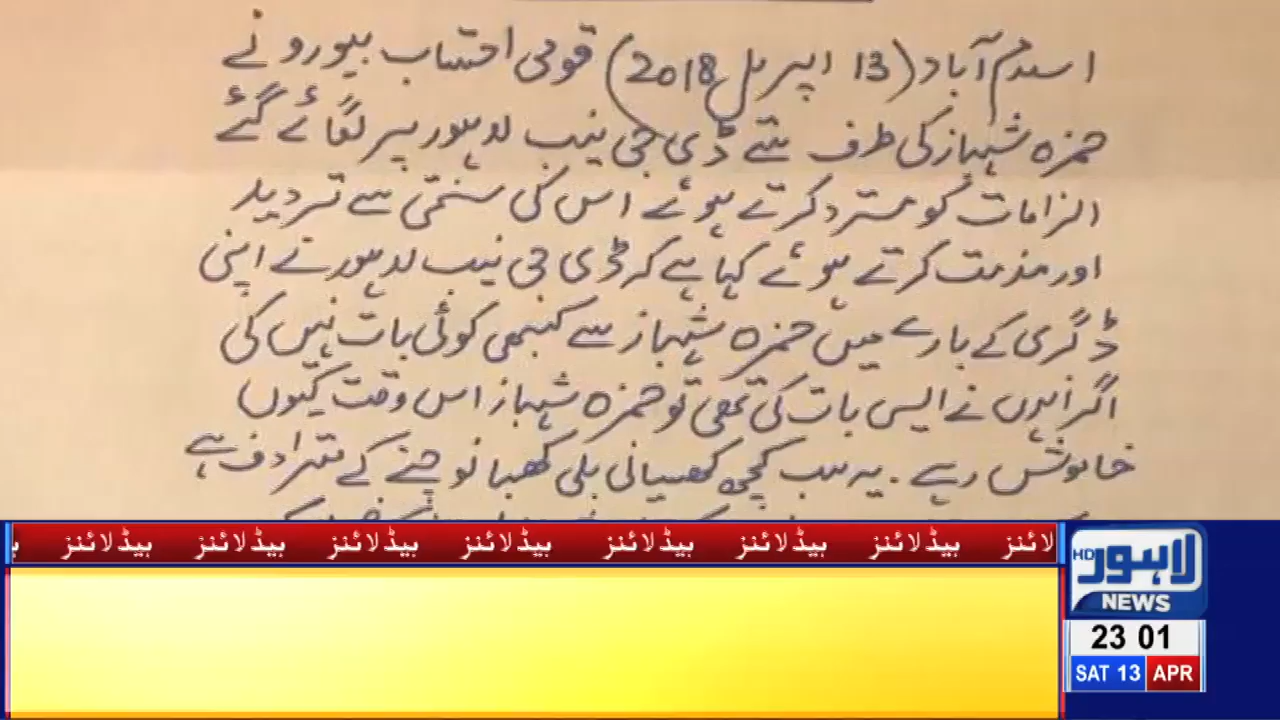 اسلام آباد (13 اپریل 2018) قومی احتساب بیورو نے
حمزہ شہباز کی طرف سے ڈی جی نیب لاہور پر لگائے گئے
الزامات کو مسترد کرتے ہوئے اس کی سختی سے تردید
اور مذمت کرتے ہوئے کہا ہے کہ ڈی جی نیب لاہور نے اپنی
ڈگری کے بارے میں حمزہ شہباز سے کبھی کوئی بات نہیں کی
اگر انہوں نے ایسی بات کی تھی تو حمزہ شہباز اس وقت کیوں
خاموش رہے۔ یہ سب کچھ کھسیانی بلی کھمبا نوچنے کے مترادف ہے
لائنز ہیڈلائنز ہیڈلائنز ہیڈلائنز ہیڈلائنز ہیڈلائنز ہیڈلائنز ہیڈلائنز
لاہور HD
NEWS
23 01
SAT 13 APR